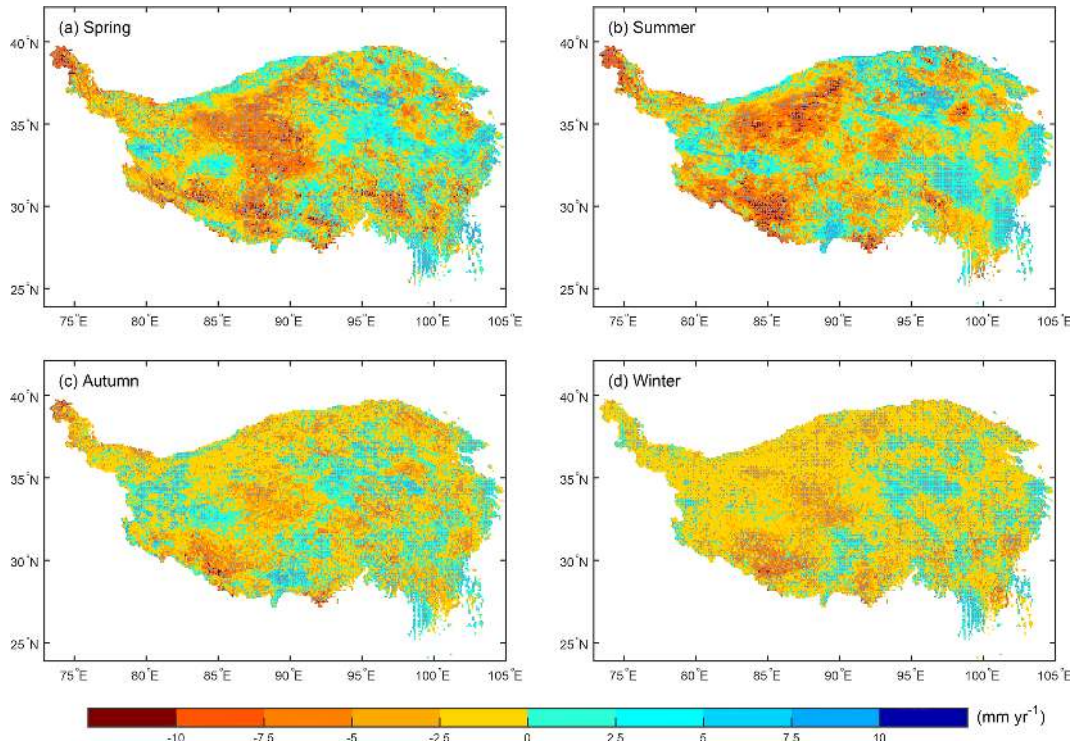 (a) Spring
(b) Summer
40°N
35°N
30°N
25°N
40°N
35°N
30°N
25°N
75°E 80°E 85°E 90°E 95°E 100°E 105°E
75°E 80°E 85°E 90°E 95°E 100°E 105°E
(c) Autumn
(d) Winter
40°N
35°N
30°N
25°N
40°N
35°N
30°N
25°N
75°E 80°E 85°E 90°E 95°E 100°E 105°E
75°E 80°E 85°E 90°E 95°E 100°E 105°E
(mm yr⁻¹)
-10 -7.5 -5 -2.5 0 2.5 5 7.5 10